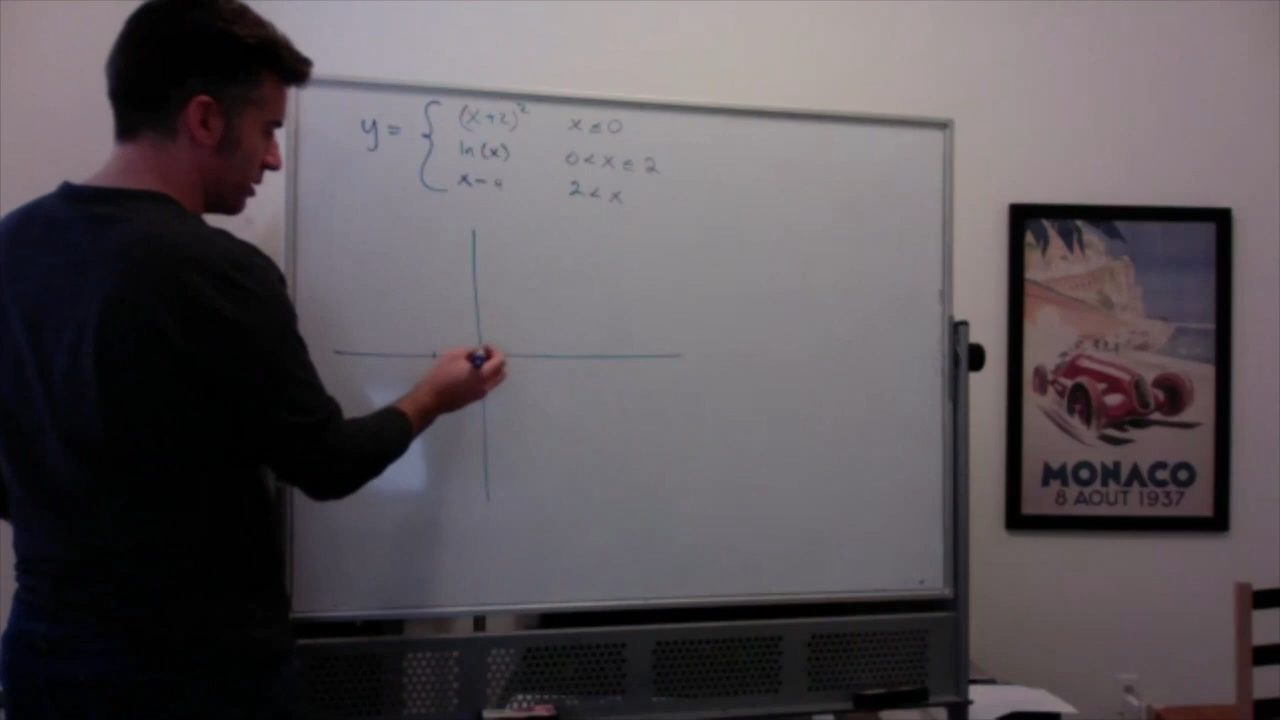 y = { (x+2)² x ≤ 0
ln(x) 0 < x ≤ 2
x - 4 2 < x
MONACO
8 AOUT 1937